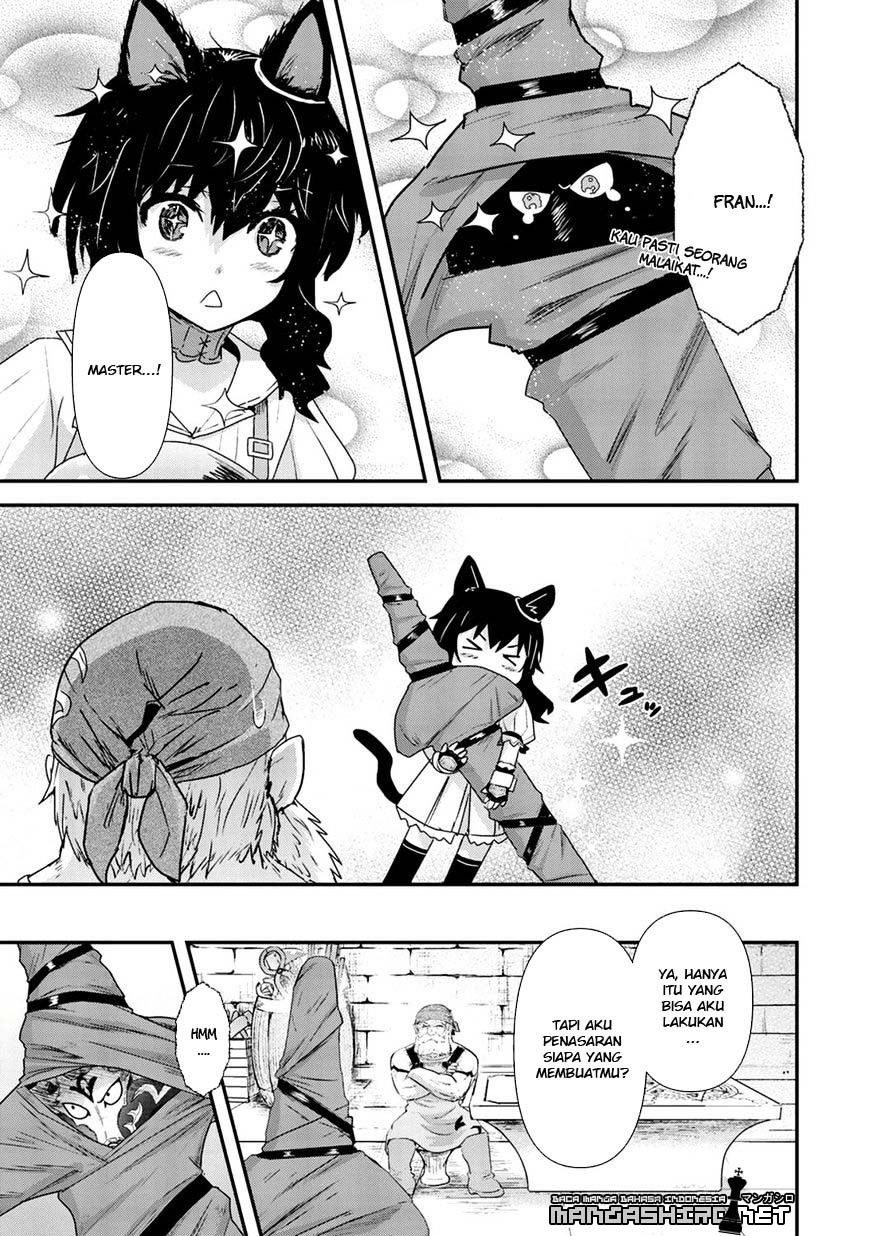 FRAN...!
KAU PASTI SEORANG
MALAIKAT...!
MASTER...!
ギュッ
YA, HANYA
ITU YANG
BISA AKU
LAKUKAN
...
TAPI AKU
PENASARAN
SIAPA YANG
MEMBUATMU?
HMM
....
BACA MANGA BAHASA INDONESIA マンガシロ
MANGASHIRO.NET